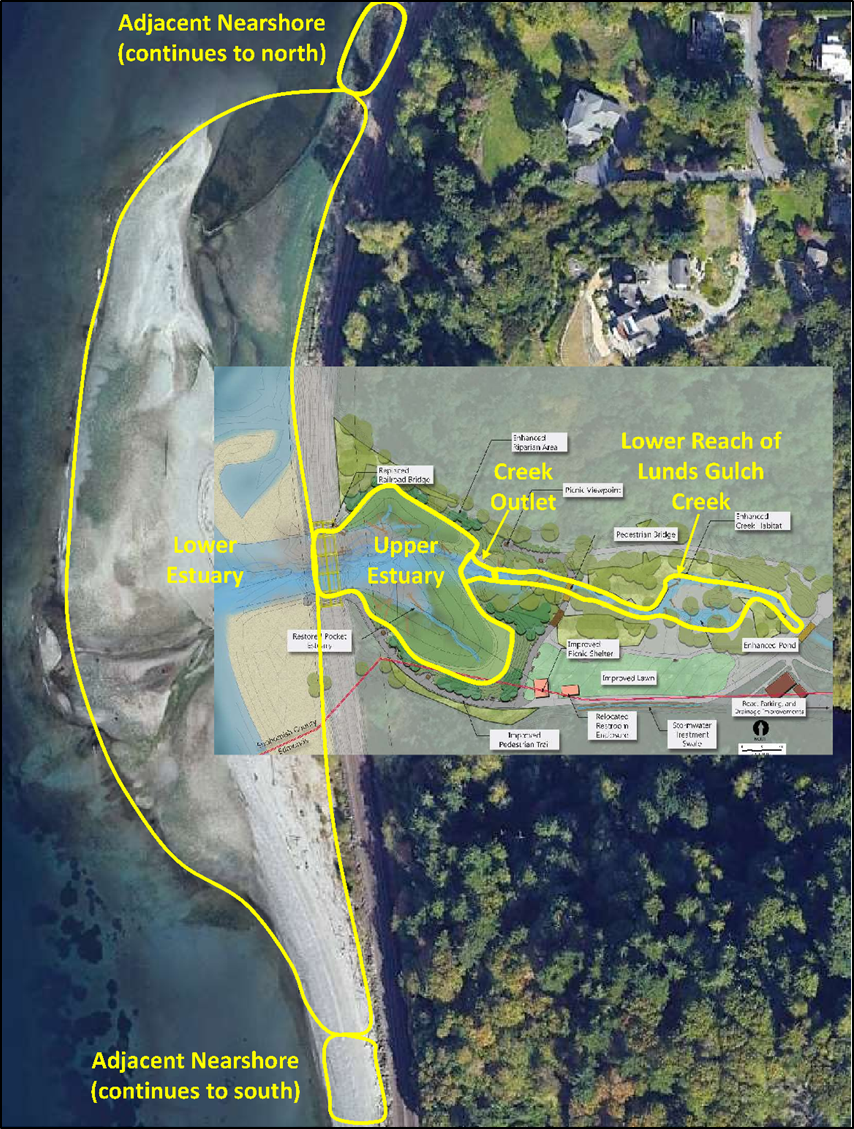 Adjacent Nearshore
(continues to north)
Enhanced
Riparian Area
Lower Reach of
Lunds Gulch
Creek
Replaced
Railroad Bridge
Creek
Outlet
Picnic Viewpoint
Enhanced
Creek Habitat
Pedestrian Bridge
Lower
Estuary
Upper
Estuary
Restored Pocket
Estuary
Improved
Picnic Shelter
Enhanced Pond
Improved Lawn
Road, Parking, and
Drainage Improvements
Snohomish County
Edmonds
Improved
Pedestrian Trail
Relocated
Restroom
Enclosure
Stormwater
Treatment
Swale
Adjacent Nearshore
(continues to south)